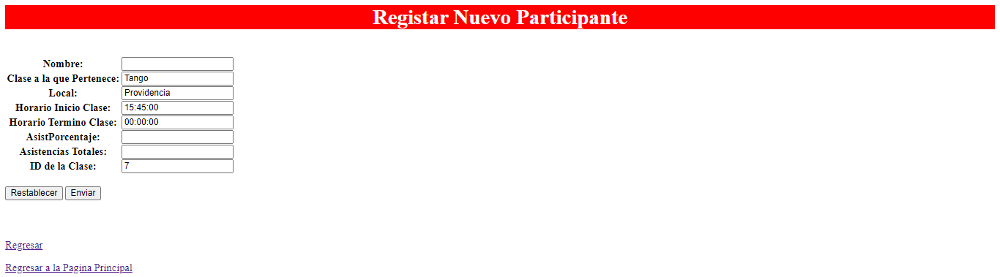 Registar Nuevo Participante
Nombre:
Clase a la que Pertenece: Tango
Local: Providencia
Horario Inicio Clase: 15:45:00
Horario Termino Clase: 00:00:00
AsistPorcentaje:
Asistencias Totales:
ID de la Clase: 7
Restablecer Enviar
Regresar
Regresar a la Pagina Principal